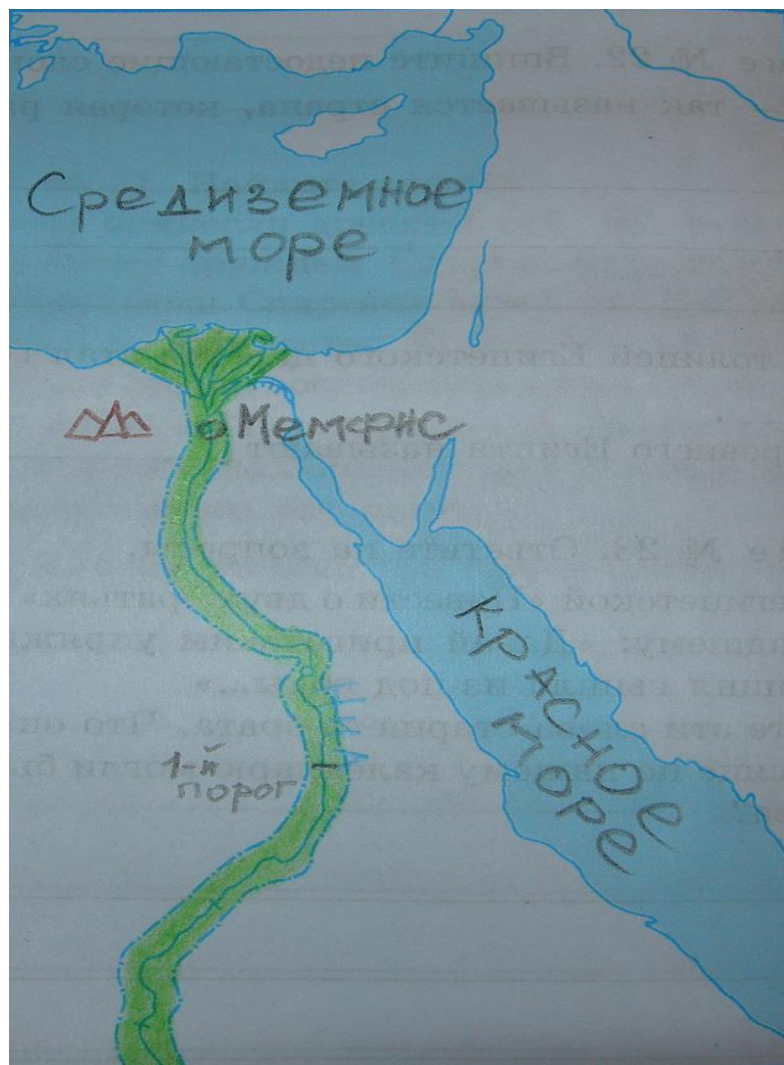 Средиземное
море
Мемфис
Красное
море
1-й
порог